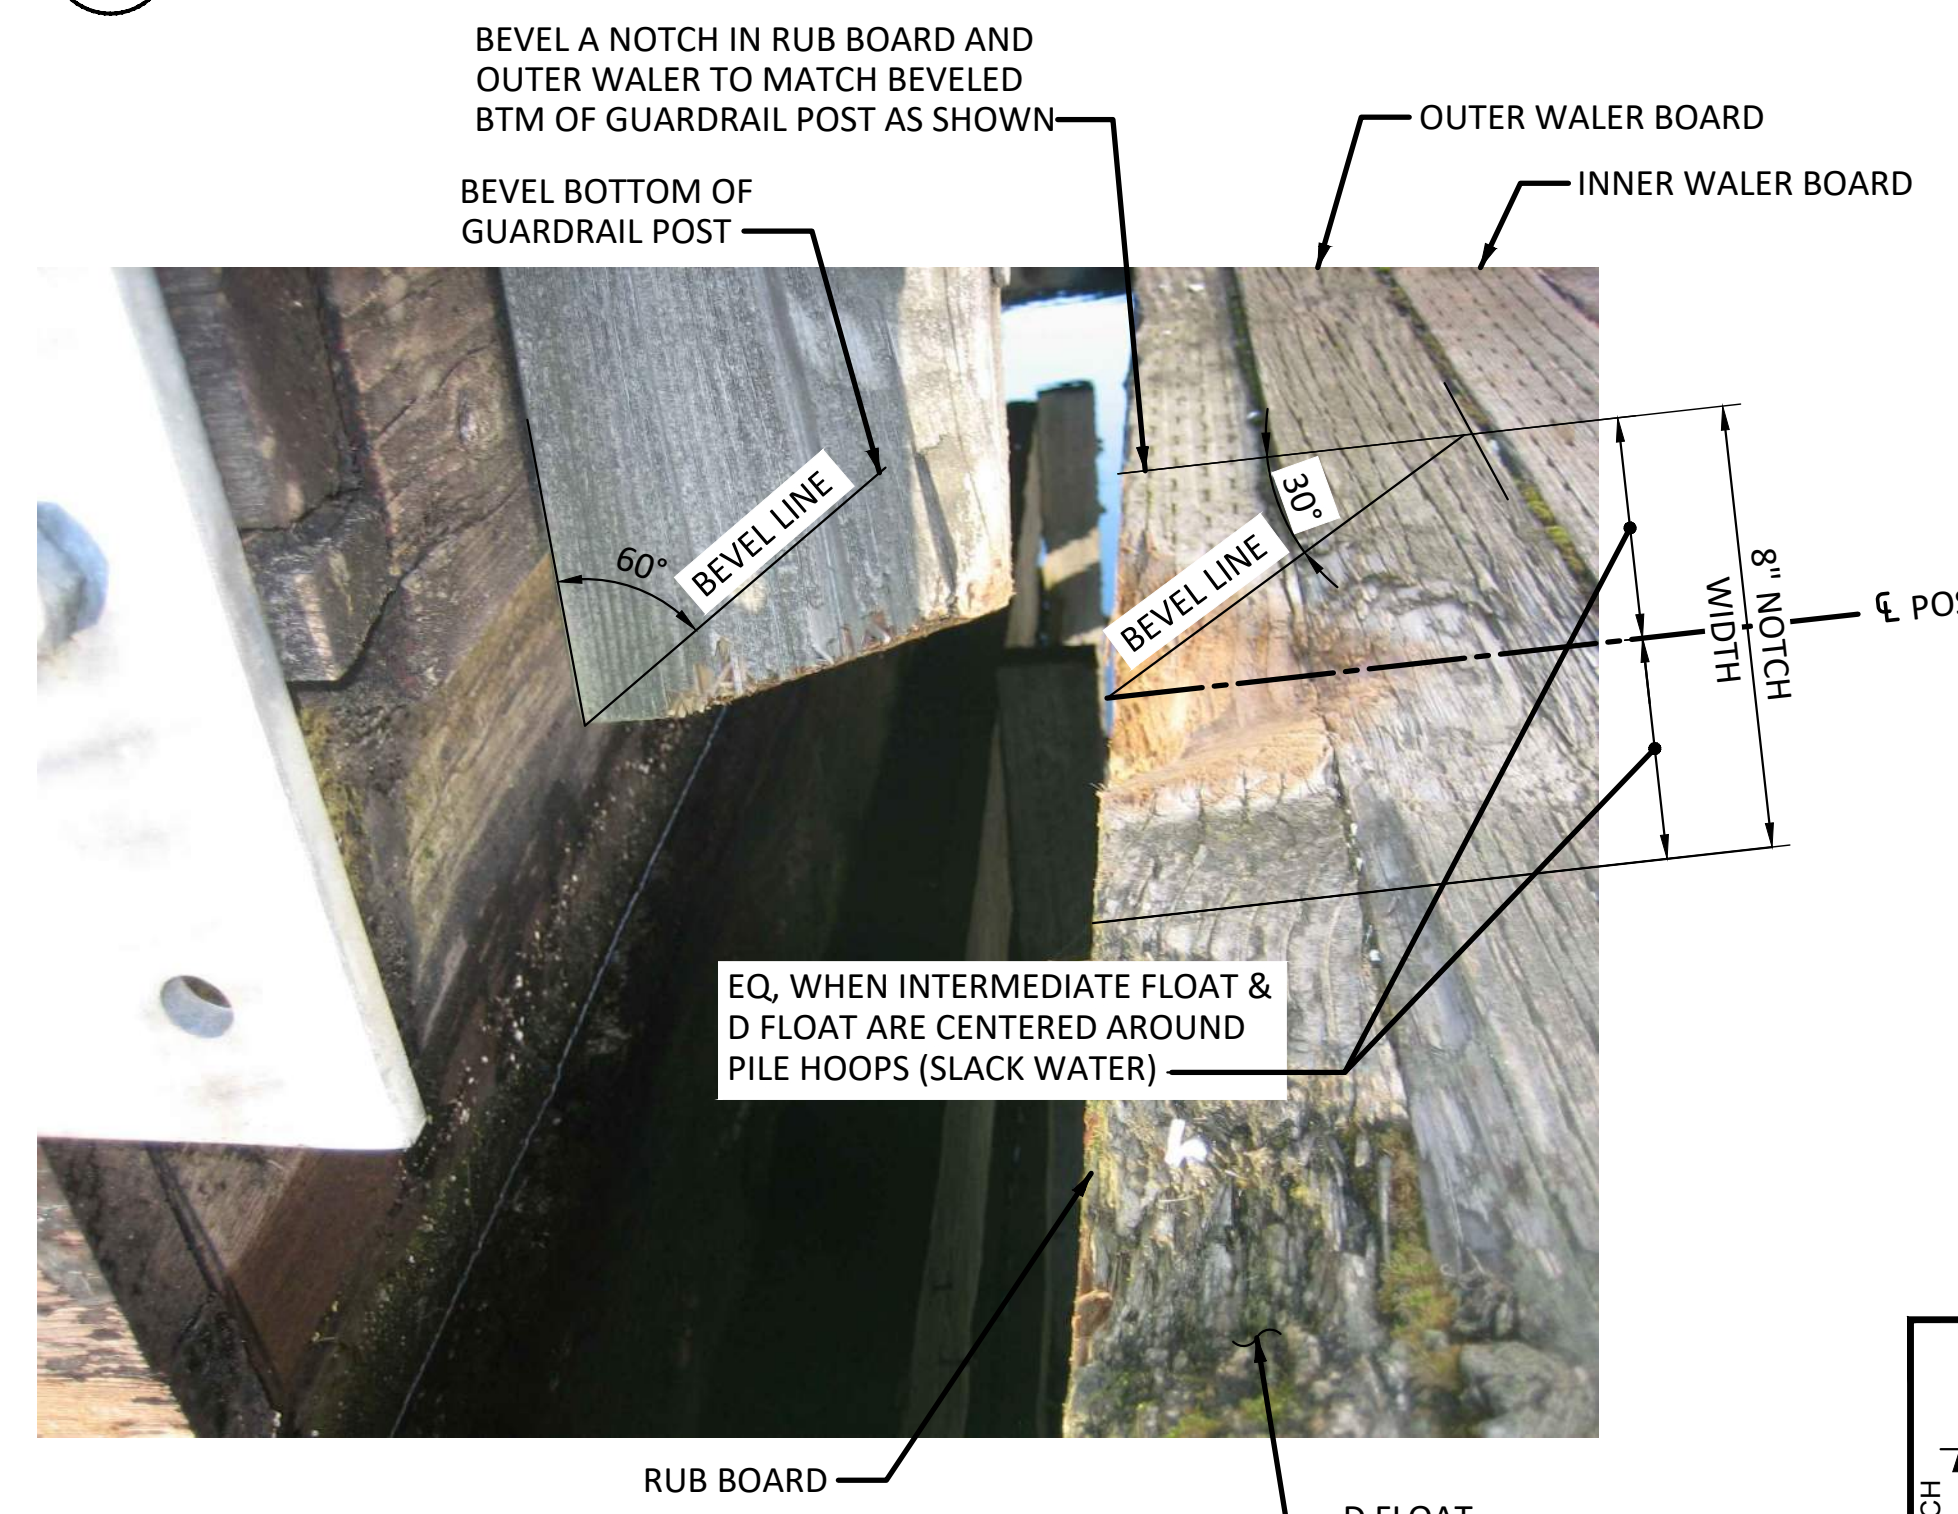 BEVEL A NOTCH IN RUB BOARD AND
OUTER WALER TO MATCH BEVELED
BTM OF GUARDRAIL POST AS SHOWN
OUTER WALER BOARD
INNER WALER BOARD
BEVEL BOTTOM OF
GUARDRAIL POST
60°
BEVEL LINE
30°
BEVEL LINE
8" NOTCH
WIDTH
℄
EQ, WHEN INTERMEDIATE FLOAT &
D FLOAT ARE CENTERED AROUND
PILE HOOPS (SLACK WATER)
RUB BOARD
D FLOAT